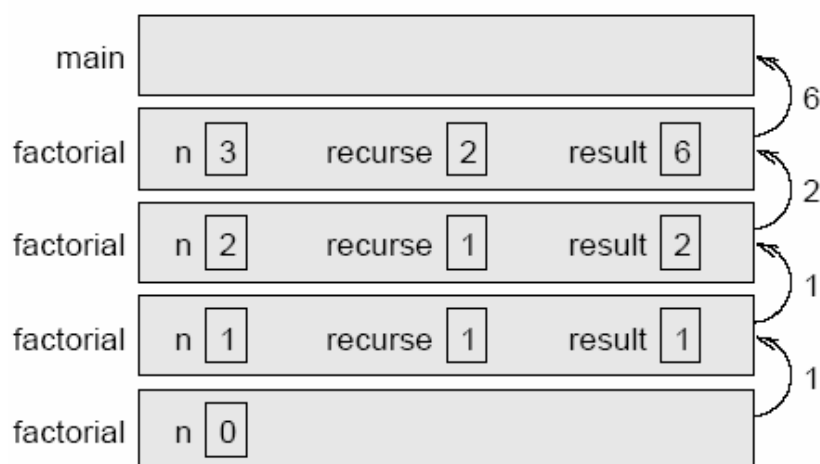 main
6
factorial n 3 recurse 2 result 6
2
factorial n 2 recurse 1 result 2
1
factorial n 1 recurse 1 result 1
1
factorial n 0